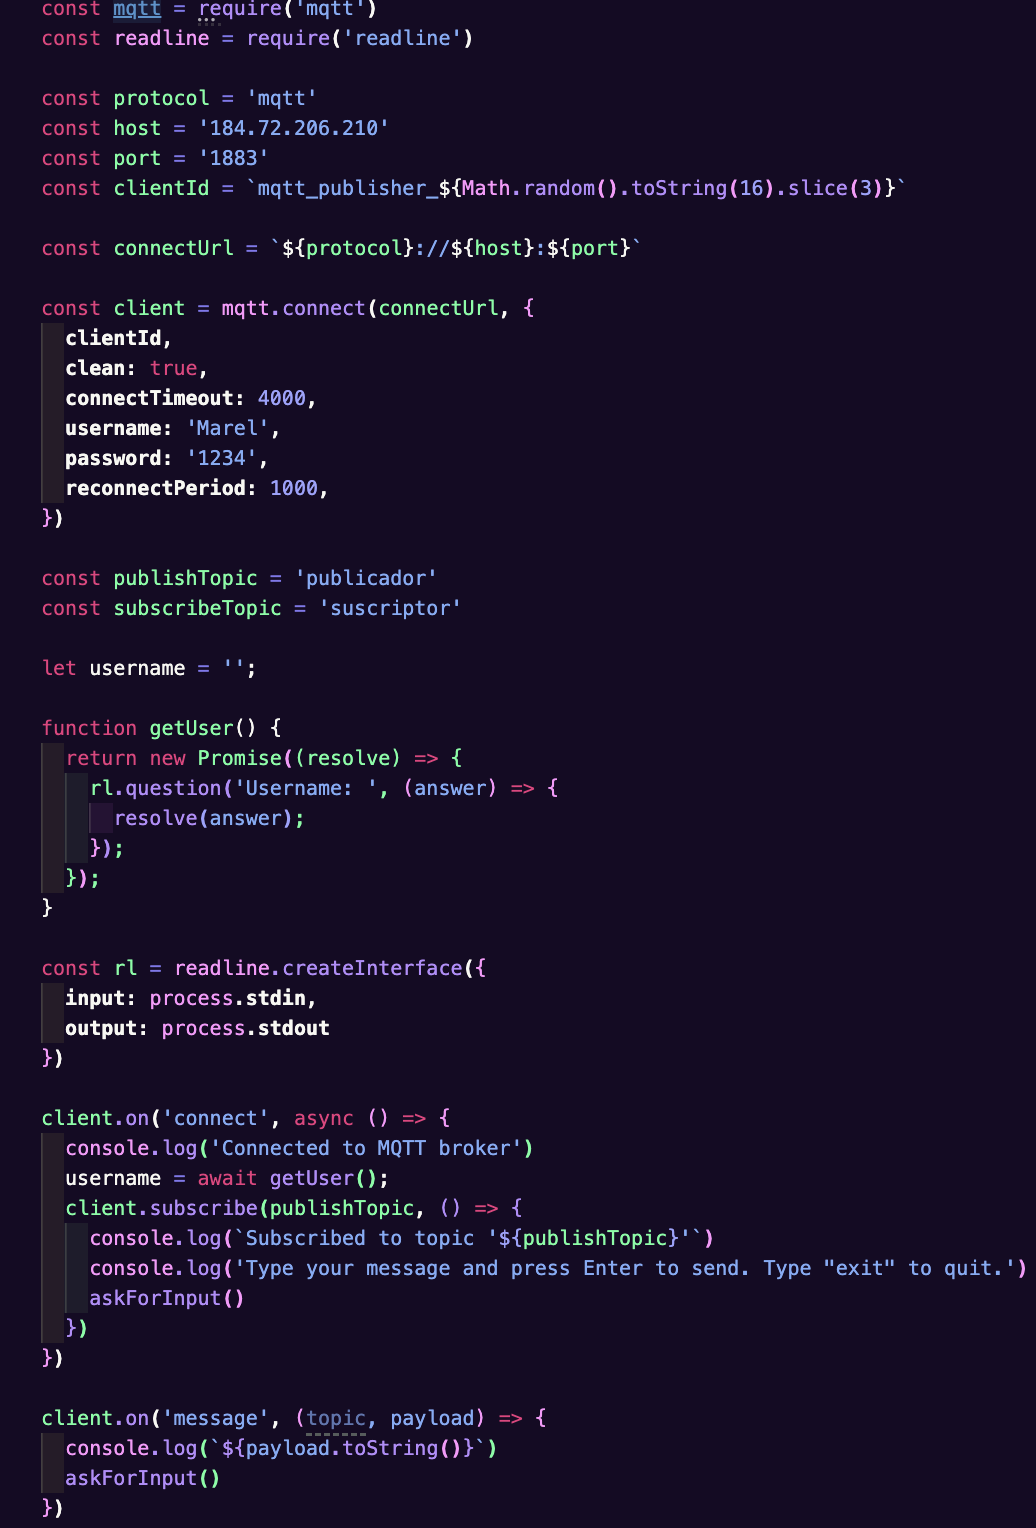 const mqtt = require('mqtt')
const readline = require('readline')
const protocol = 'mqtt'
const host = '184.72.206.210'
const port = '1883'
const clientId = `mqtt_publisher_${Math.random().toString(16).slice(3)}`
const connectUrl = `${protocol}://${host}:${port}`
const client = mqtt.connect(connectUrl, {
  clientId,
  clean: true,
  connectTimeout: 4000,
  username: 'Marel',
  password: '1234',
  reconnectPeriod: 1000,
})
const publishTopic = 'publicador'
const subscribeTopic = 'suscriptor'
let username = '';
function getUser() {
  return new Promise((resolve) => {
    rl.question('Username: ', (answer) => {
      resolve(answer);
    });
  });
}
const rl = readline.createInterface({
  input: process.stdin,
  output: process.stdout
})
client.on('connect', async () => {
  console.log('Connected to MQTT broker')
  username = await getUser();
  client.subscribe(publishTopic, () => {
    console.log(`Subscribed to topic '${publishTopic}'`)
    console.log('Type your message and press Enter to send. Type "exit" to quit.')
    askForInput()
  })
})
client.on('message', (topic, payload) => {
  console.log(`${payload.toString()}`)
  askForInput()
})